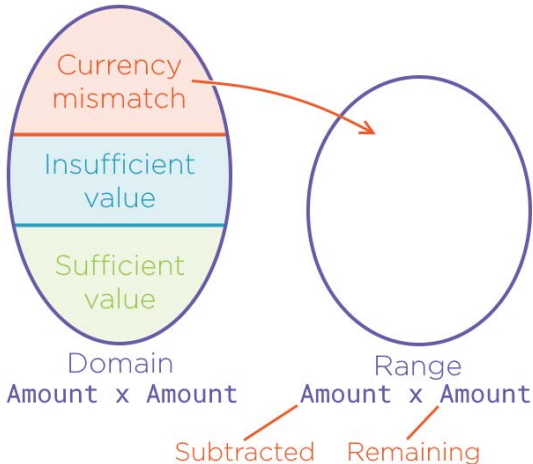 Currency
mismatch
Insufficient
value
Sufficient
value
Domain
Amount x Amount
Range
Amount x Amount
Subtracted Remaining